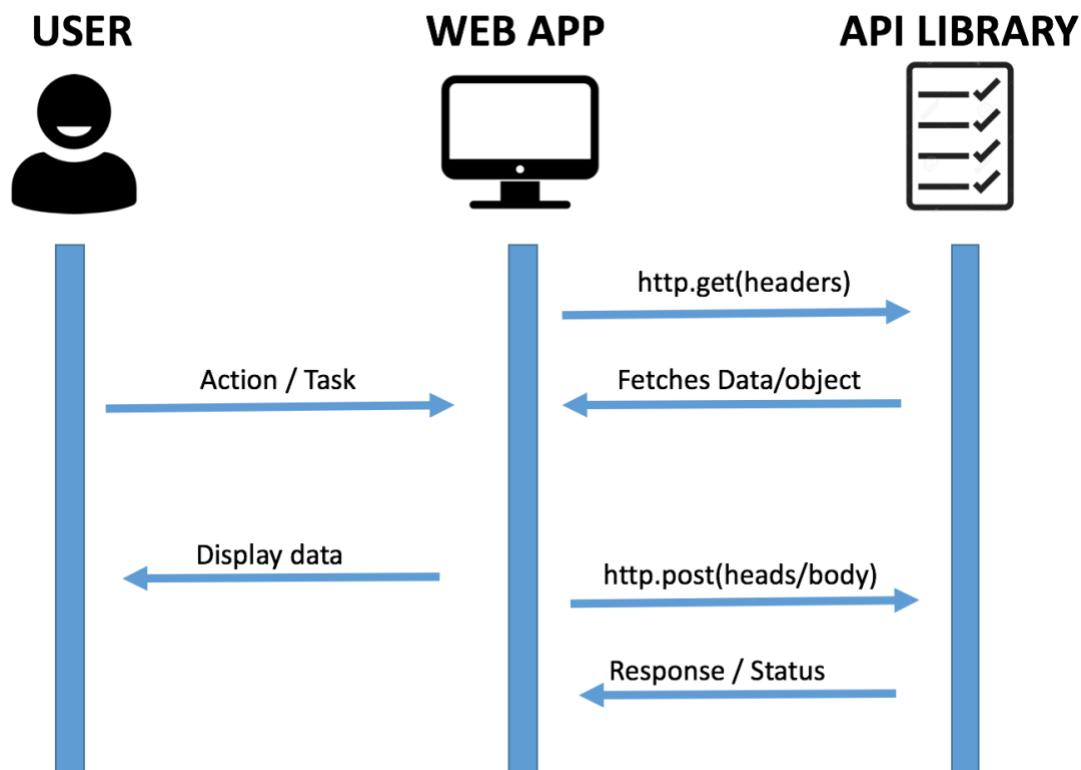 USER
WEB APP
API LIBRARY
http.get(headers)
Action / Task
Fetches Data/object
Display data
http.post(heads/body)
Response / Status